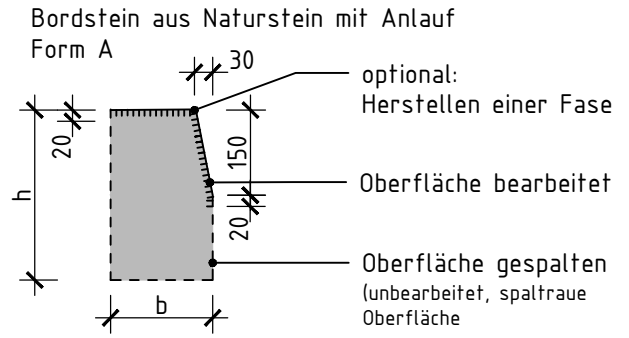 Bordstein aus Naturstein mit Anlauf
Form A
30
optional:
Herstellen einer Fase
20
150
h
Oberfläche bearbeitet
20
Oberfläche gespalten
(unbearbeitet, spaltraue
Oberfläche
b